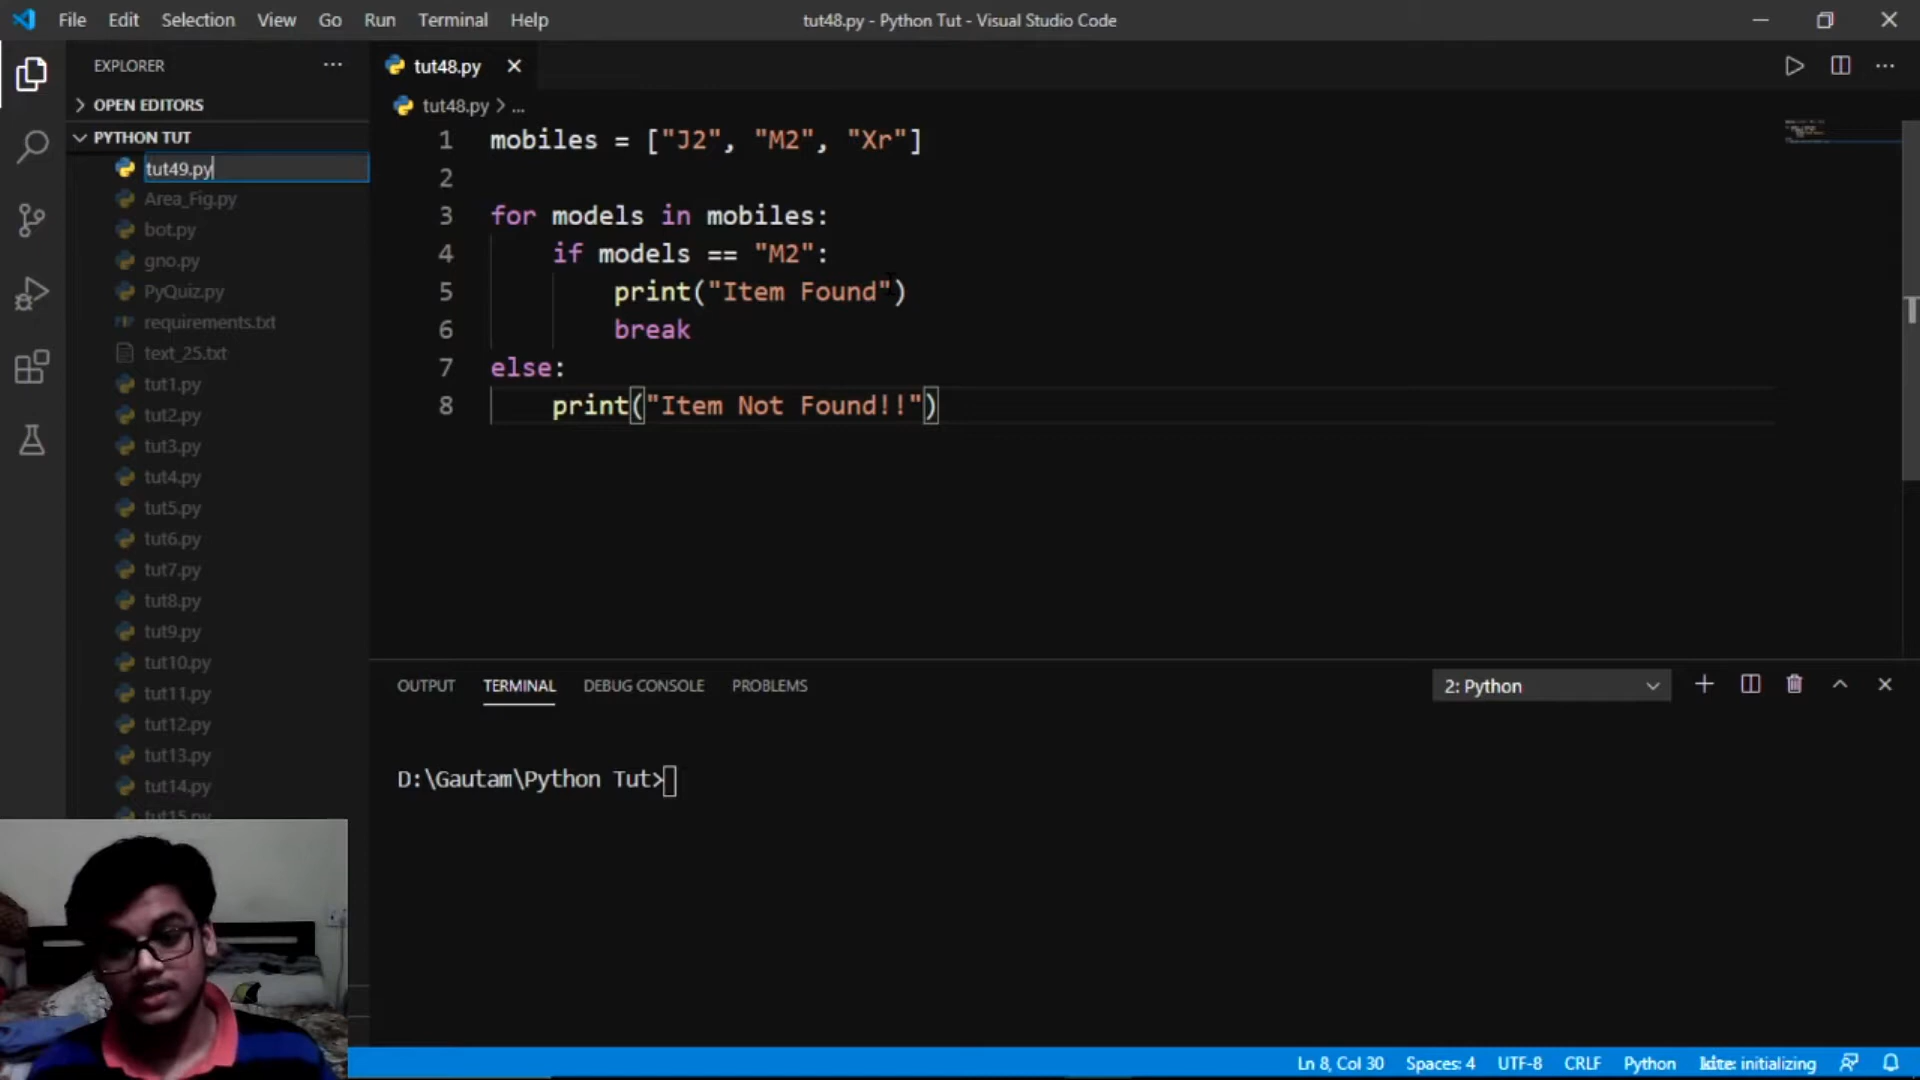 File Edit Selection View Go Run Terminal Help
tut48.py - Python Tut - Visual Studio Code
EXPLORER
OPEN EDITORS
PYTHON TUT
tut49.py
Area_Fig.py
bot.py
gno.py
PyQuiz.py
requirements.txt
text_25.txt
tut1.py
tut2.py
tut3.py
tut4.py
tut5.py
tut6.py
tut7.py
tut8.py
tut9.py
tut10.py
tut11.py
tut12.py
tut13.py
tut14.py
tut15.py
tut48.py
tut48.py > ...
1 mobiles = ["J2", "M2", "Xr"]
2
3 for models in mobiles:
4 if models == "M2":
5 print("Item Found")
6 break
7 else:
8 print("Item Not Found!!")
OUTPUT TERMINAL DEBUG CONSOLE PROBLEMS
2: Python
D:\Gautam\Python Tut>
Ln 8, Col 30 Spaces: 4 UTF-8 CRLF Python initializing